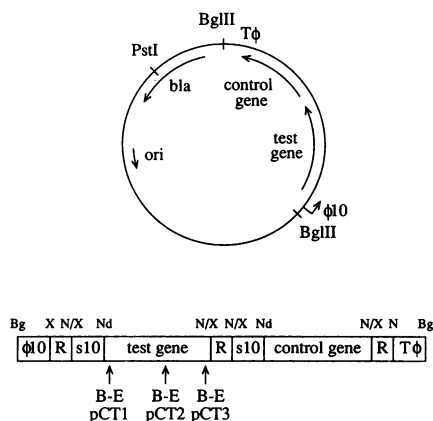 BglII
Tϕ
PstI
bla
control
gene
test
gene
ori
ϕ10
BglII
Bg X N/X Nd N/X N/X Nd N/X N Bg
ϕ10 R s10 test gene R s10 control gene R Tϕ
B-E B-E B-E
pCT1 pCT2 pCT3